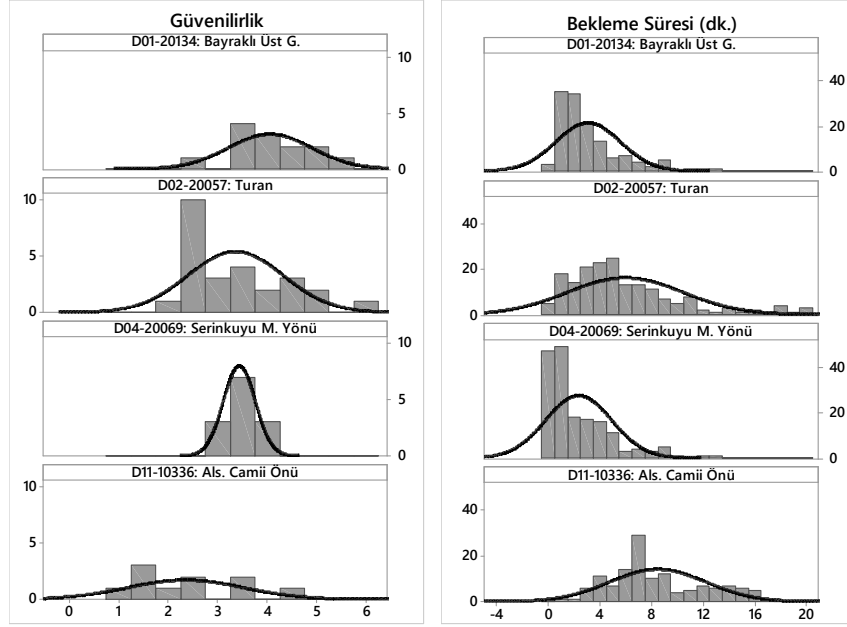 Güvenilirlik
D01-20134: Bayraklı Üst G.
10
5
0
D02-20057: Turan
10
5
0
D04-20069: Serinkuyu M. Yönü
10
5
0
D11-10336: Als. Camii Önü
10
5
0
0 1 2 3 4 5 6
Bekleme Süresi (dk.)
D01-20134: Bayraklı Üst G.
40
20
0
D02-20057: Turan
40
20
0
D04-20069: Serinkuyu M. Yönü
40
20
0
D11-10336: Als. Camii Önü
40
20
0
-4 0 4 8 12 16 20